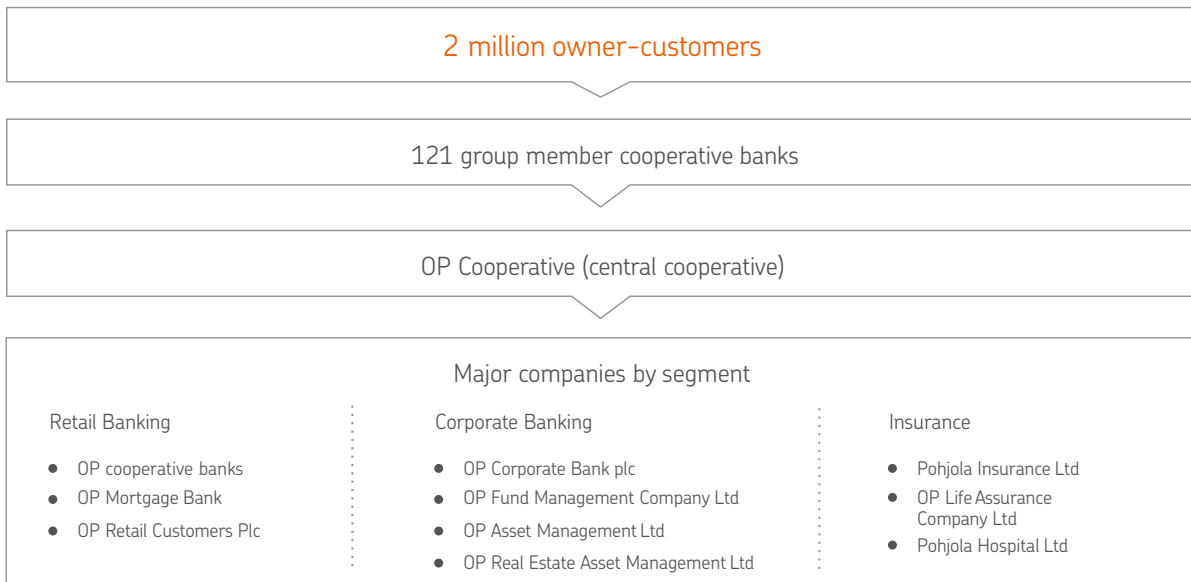 2 million owner-customers
121 group member cooperative banks
OP Cooperative (central cooperative)
Major companies by segment
Retail Banking
● OP cooperative banks
● OP Mortgage Bank
● OP Retail Customers Plc
Corporate Banking
● OP Corporate Bank plc
● OP Fund Management Company Ltd
● OP Asset Management Ltd
● OP Real Estate Asset Management Ltd
Insurance
● Pohjola Insurance Ltd
● OP Life Assurance
Company Ltd
● Pohjola Hospital Ltd